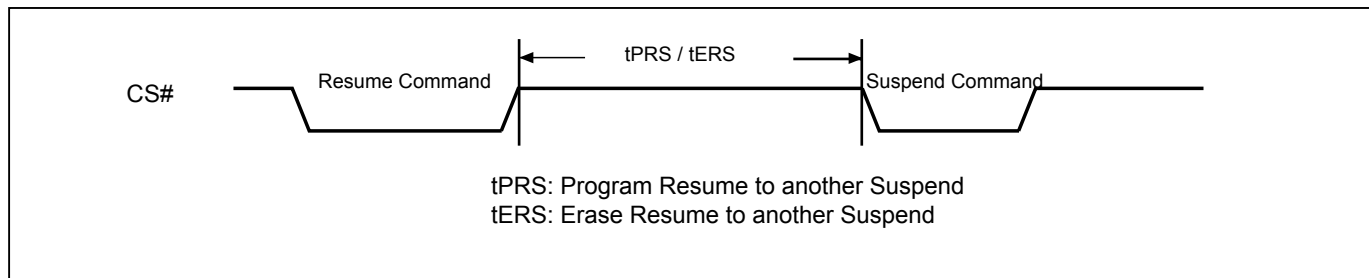 tPRS / tERS
CS#
Resume Command
Suspend Command
tPRS: Program Resume to another Suspend
tERS: Erase Resume to another Suspend